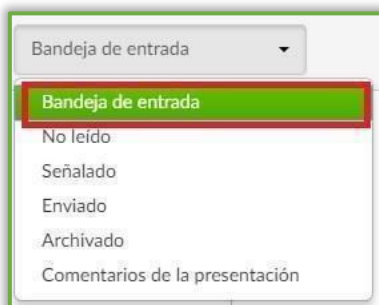 Bandeja de entrada
Bandeja de entrada
No leído
Señalado
Enviado
Archivado
Comentarios de la presentación